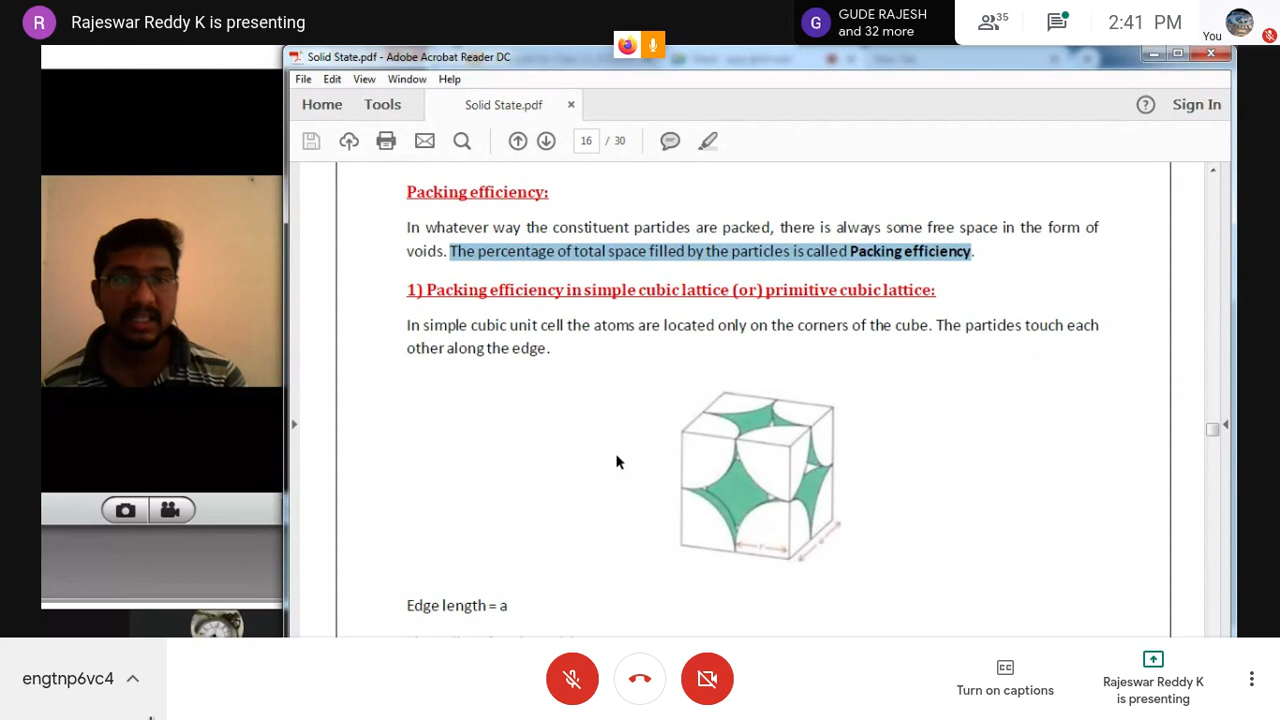 R Rajeswar Reddy K is presenting
G GUDE RAJESH
and 32 more
35
2:41 PM
You
Solid State.pdf - Adobe Acrobat Reader DC
File Edit View Window Help
Home Tools Solid State.pdf × ? Sign In
16 / 30
Packing efficiency:
In whatever way the constituent partides are packed, there is always some free space in the form of
voids. The percentage of total space filled by the particles is called Packing efficiency.
1) Packing efficiency in simple cubic lattice (or) primitive cubic lattice:
In simple cubic unit cell the atoms are located only on the corners of the cube. The particles touch each
other along the edge.
r
Edge length = a
engtnp6vc4
CC
Turn on captions
Rajeswar Reddy K
is presenting